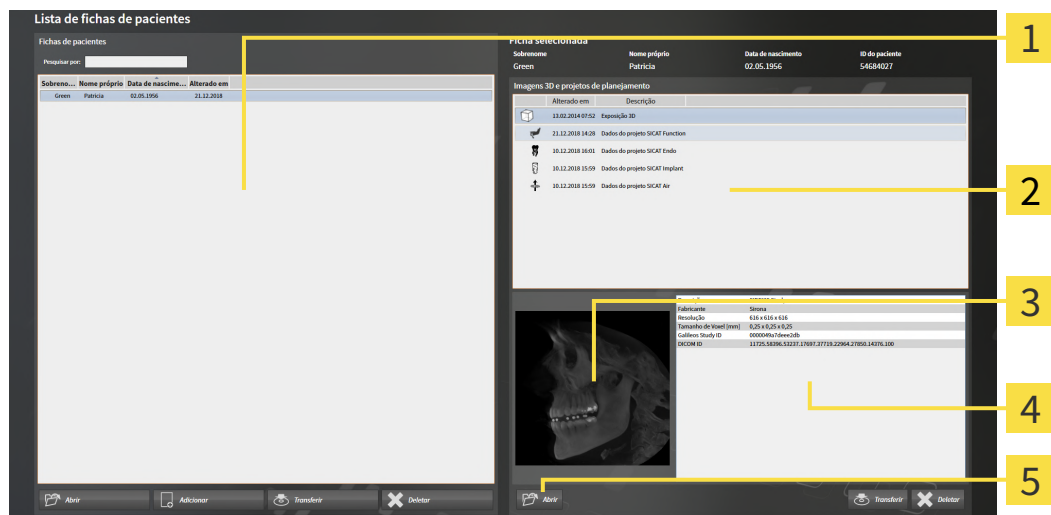 Lista de fichas de pacientes
Fichas de pacientes
Pesquisar por:
Sobreno... Nome próprio Data de nascime... Alterado em
Green Patricia 02.05.1956 21.12.2018
Abrir Adicionar Transferir Deletar
Ficha selecionada
Sobrenome Nome próprio Data de nascimento ID do paciente
Green Patricia 02.05.1956 54684027
Imagens 3D e projetos de planejamento
Alterado em Descrição
13.02.2014 07:52 Exposição 3D
21.12.2018 14:28 Dados do projeto SICAT Function
10.12.2018 16:01 Dados do projeto SICAT Endo
10.12.2018 15:59 Dados do projeto SICAT Implant
10.12.2018 15:59 Dados do projeto SICAT Air
Fabricante Sirona
Resolução 616 x 616 x 616
Tamanho de Voxel [mm] 0,25 x 0,25 x 0,25
Galileos Study ID 0000049a7deee2db
DICOM ID 11725.58396.53237.17697.37719.22964.27850.14376.100
Abrir Transferir Deletar
1
2
3
4
5